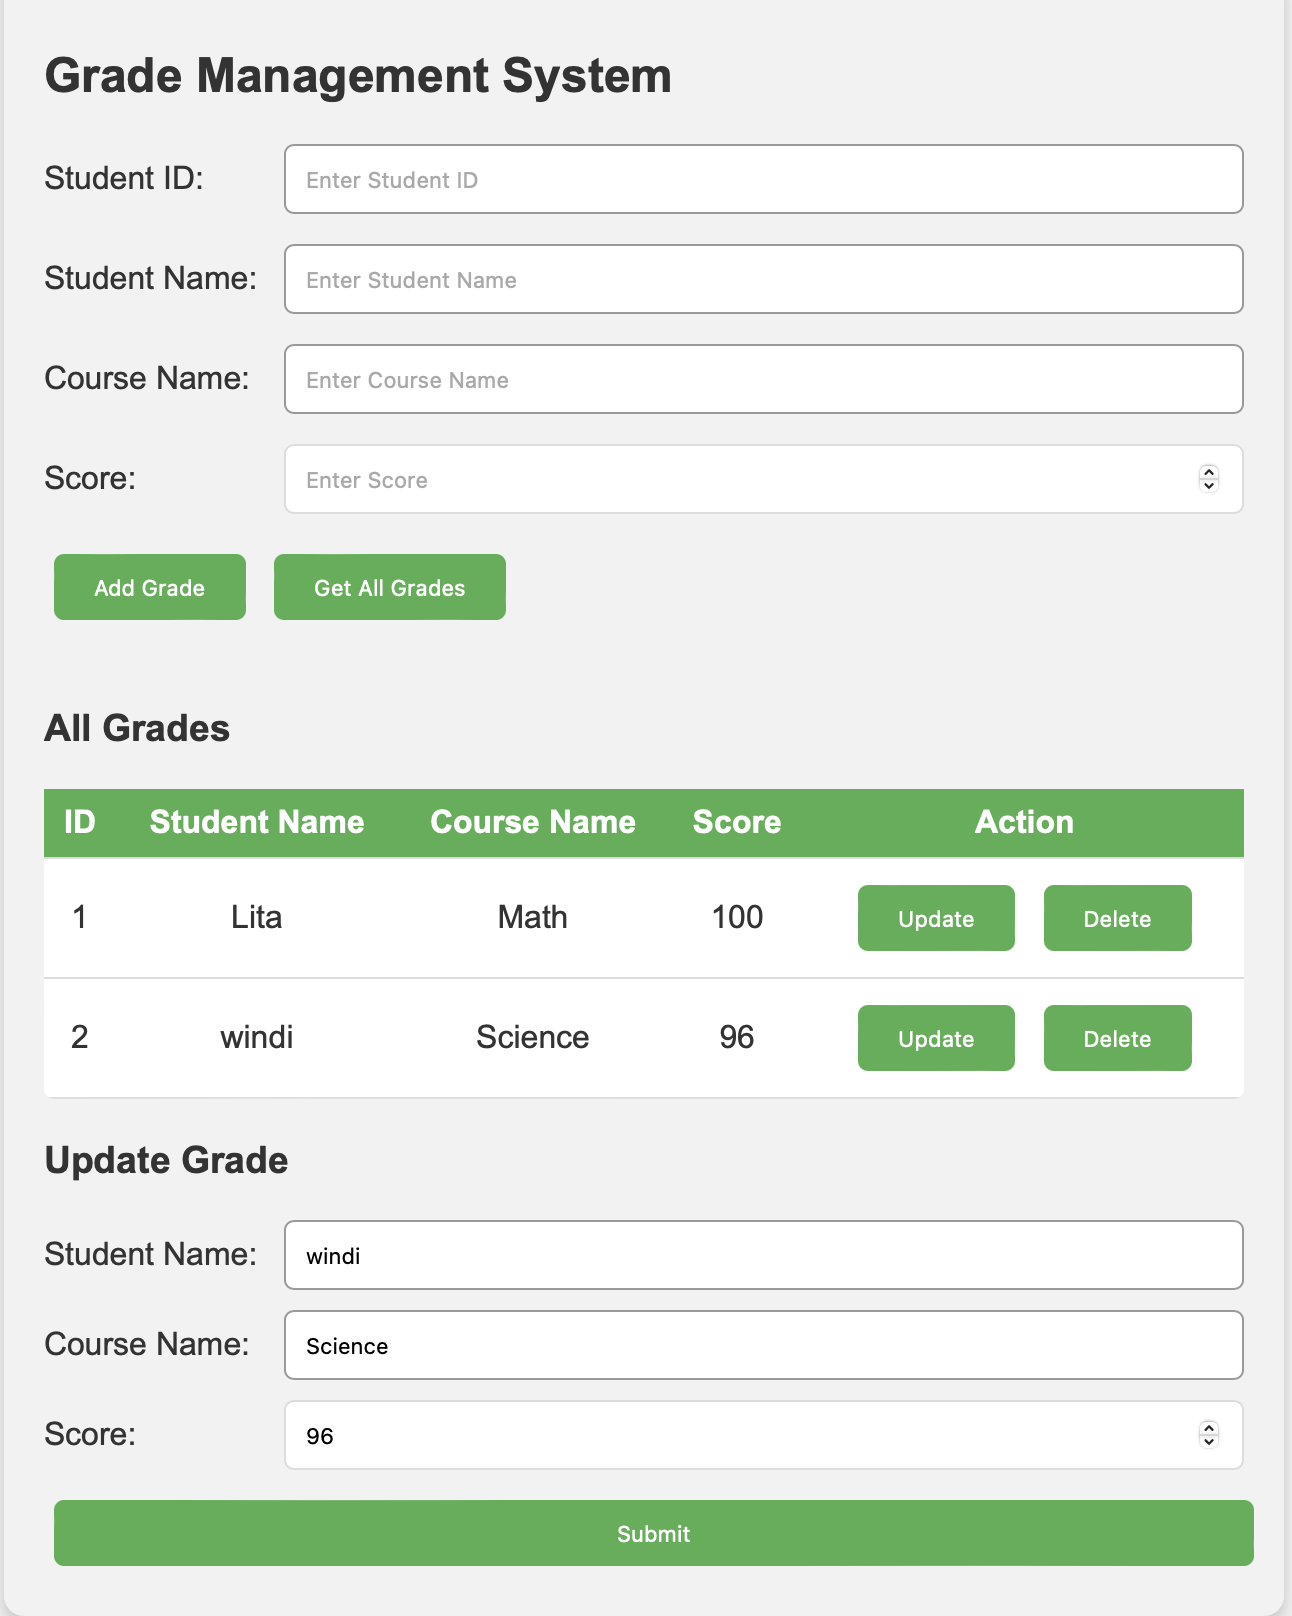 Grade Management System
Student ID: Enter Student ID
Student Name: Enter Student Name
Course Name: Enter Course Name
Score: Enter Score
Add Grade Get All Grades
All Grades
ID Student Name Course Name Score Action
1 Lita Math 100 Update Delete
2 windi Science 96 Update Delete
Update Grade
Student Name: windi
Course Name: Science
Score: 96
Submit